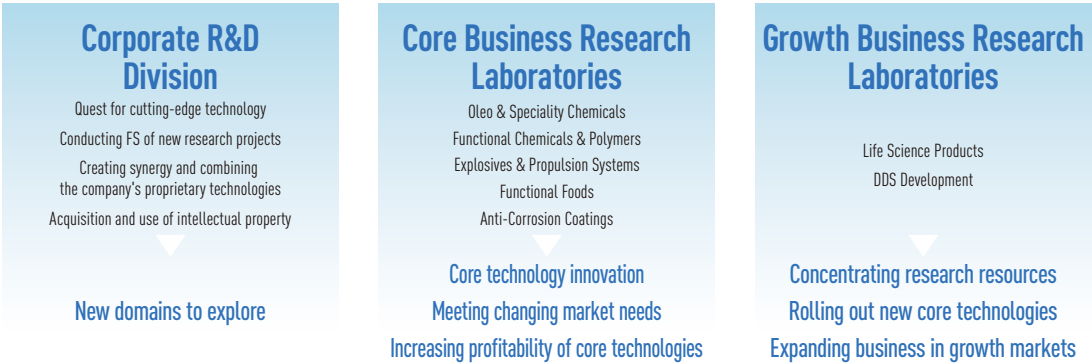 Corporate R&D
Division
Quest for cutting-edge technology
Conducting FS of new research projects
Creating synergy and combining
the company's proprietary technologies
Acquisition and use of intellectual property
New domains to explore
Core Business Research
Laboratories
Oleo & Speciality Chemicals
Functional Chemicals & Polymers
Explosives & Propulsion Systems
Functional Foods
Anti-Corrosion Coatings
Core technology innovation
Meeting changing market needs
Increasing profitability of core technologies
Growth Business Research
Laboratories
Life Science Products
DDS Development
Concentrating research resources
Rolling out new core technologies
Expanding business in growth markets